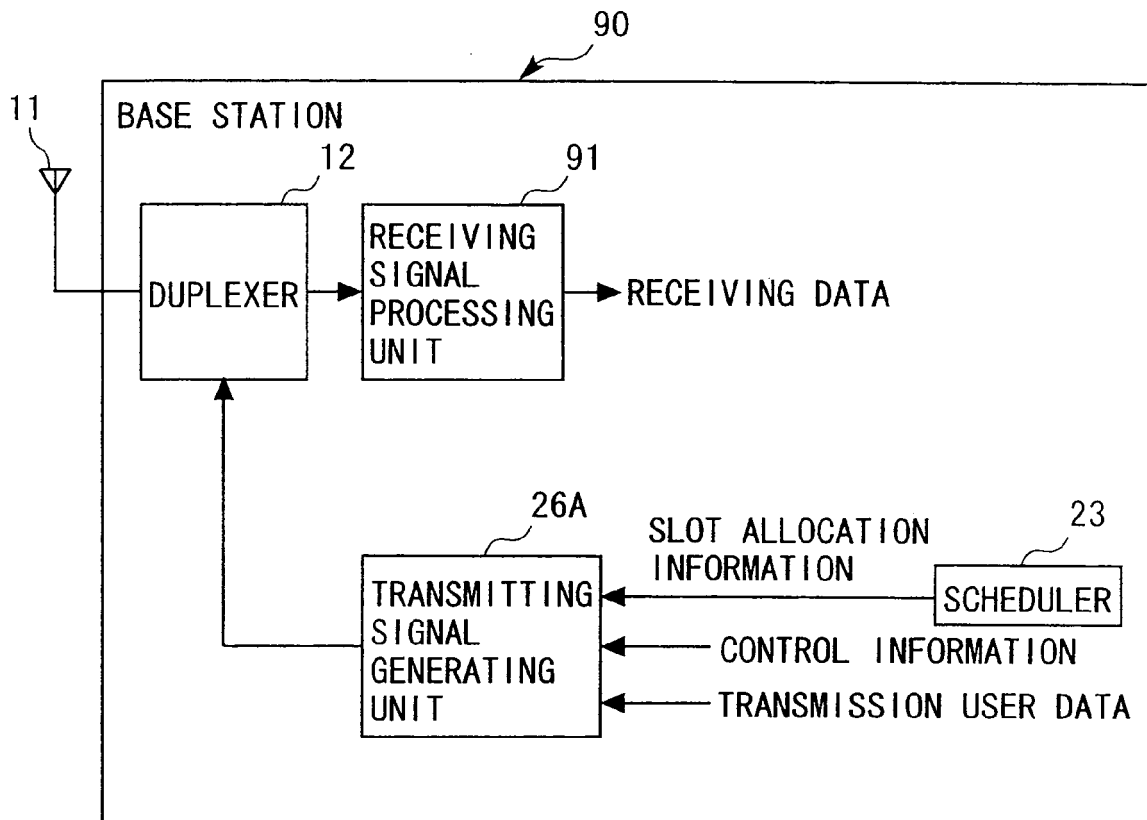 90
11
BASE STATION
12
91
DUPLEXER
RECEIVING
SIGNAL
PROCESSING
UNIT
RECEIVING DATA
26A
SLOT ALLOCATION
INFORMATION
23
TRANSMITTING
SIGNAL
GENERATING
UNIT
SCHEDULER
CONTROL INFORMATION
TRANSMISSION USER DATA